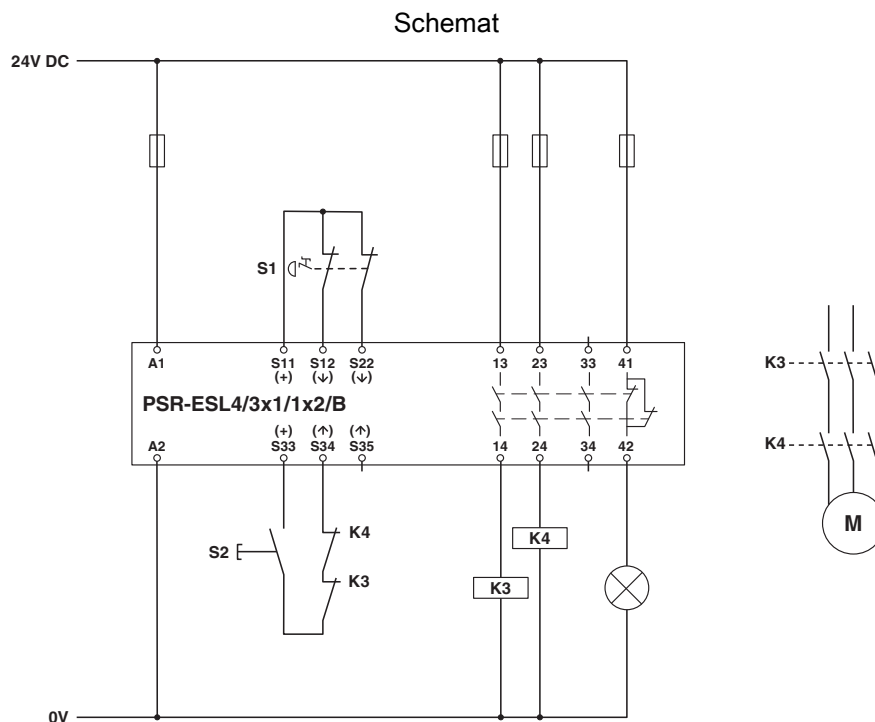 Schemat
24V DC
S1
A1 S11 S12 S22 13 23 33 41
(+) (↓) (↓)
PSR-ESL4/3x1/1x2/B
(+) (↑) (↑)
A2 S33 S34 S35 14 24 34 42
K3
K4
M
K4
S2
K3
K4
K3
0V